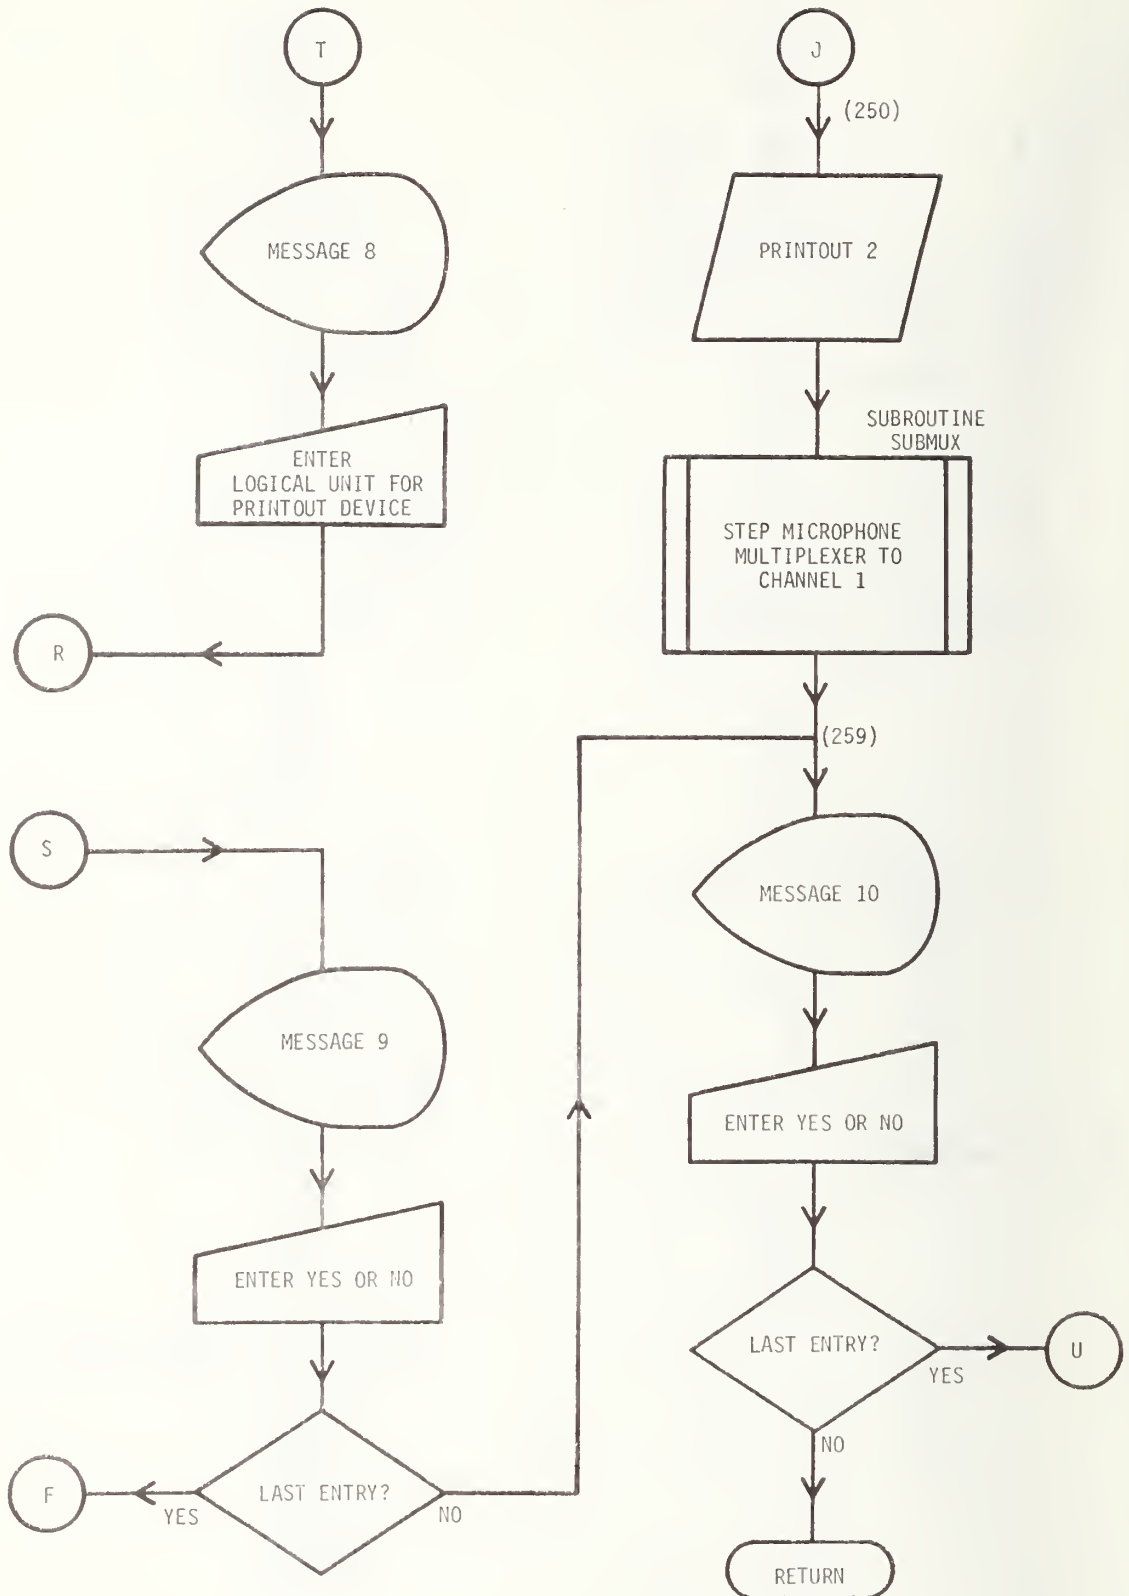 T
MESSAGE 8
ENTER
LOGICAL UNIT FOR
PRINTOUT DEVICE
R
S
MESSAGE 9
ENTER YES OR NO
LAST ENTRY?
YES
NO
F
J
(250)
PRINTOUT 2
SUBROUTINE
SUBMUX
STEP MICROPHONE
MULTIPLEXER TO
CHANNEL 1
(259)
MESSAGE 10
ENTER YES OR NO
LAST ENTRY?
YES
U
NO
RETURN